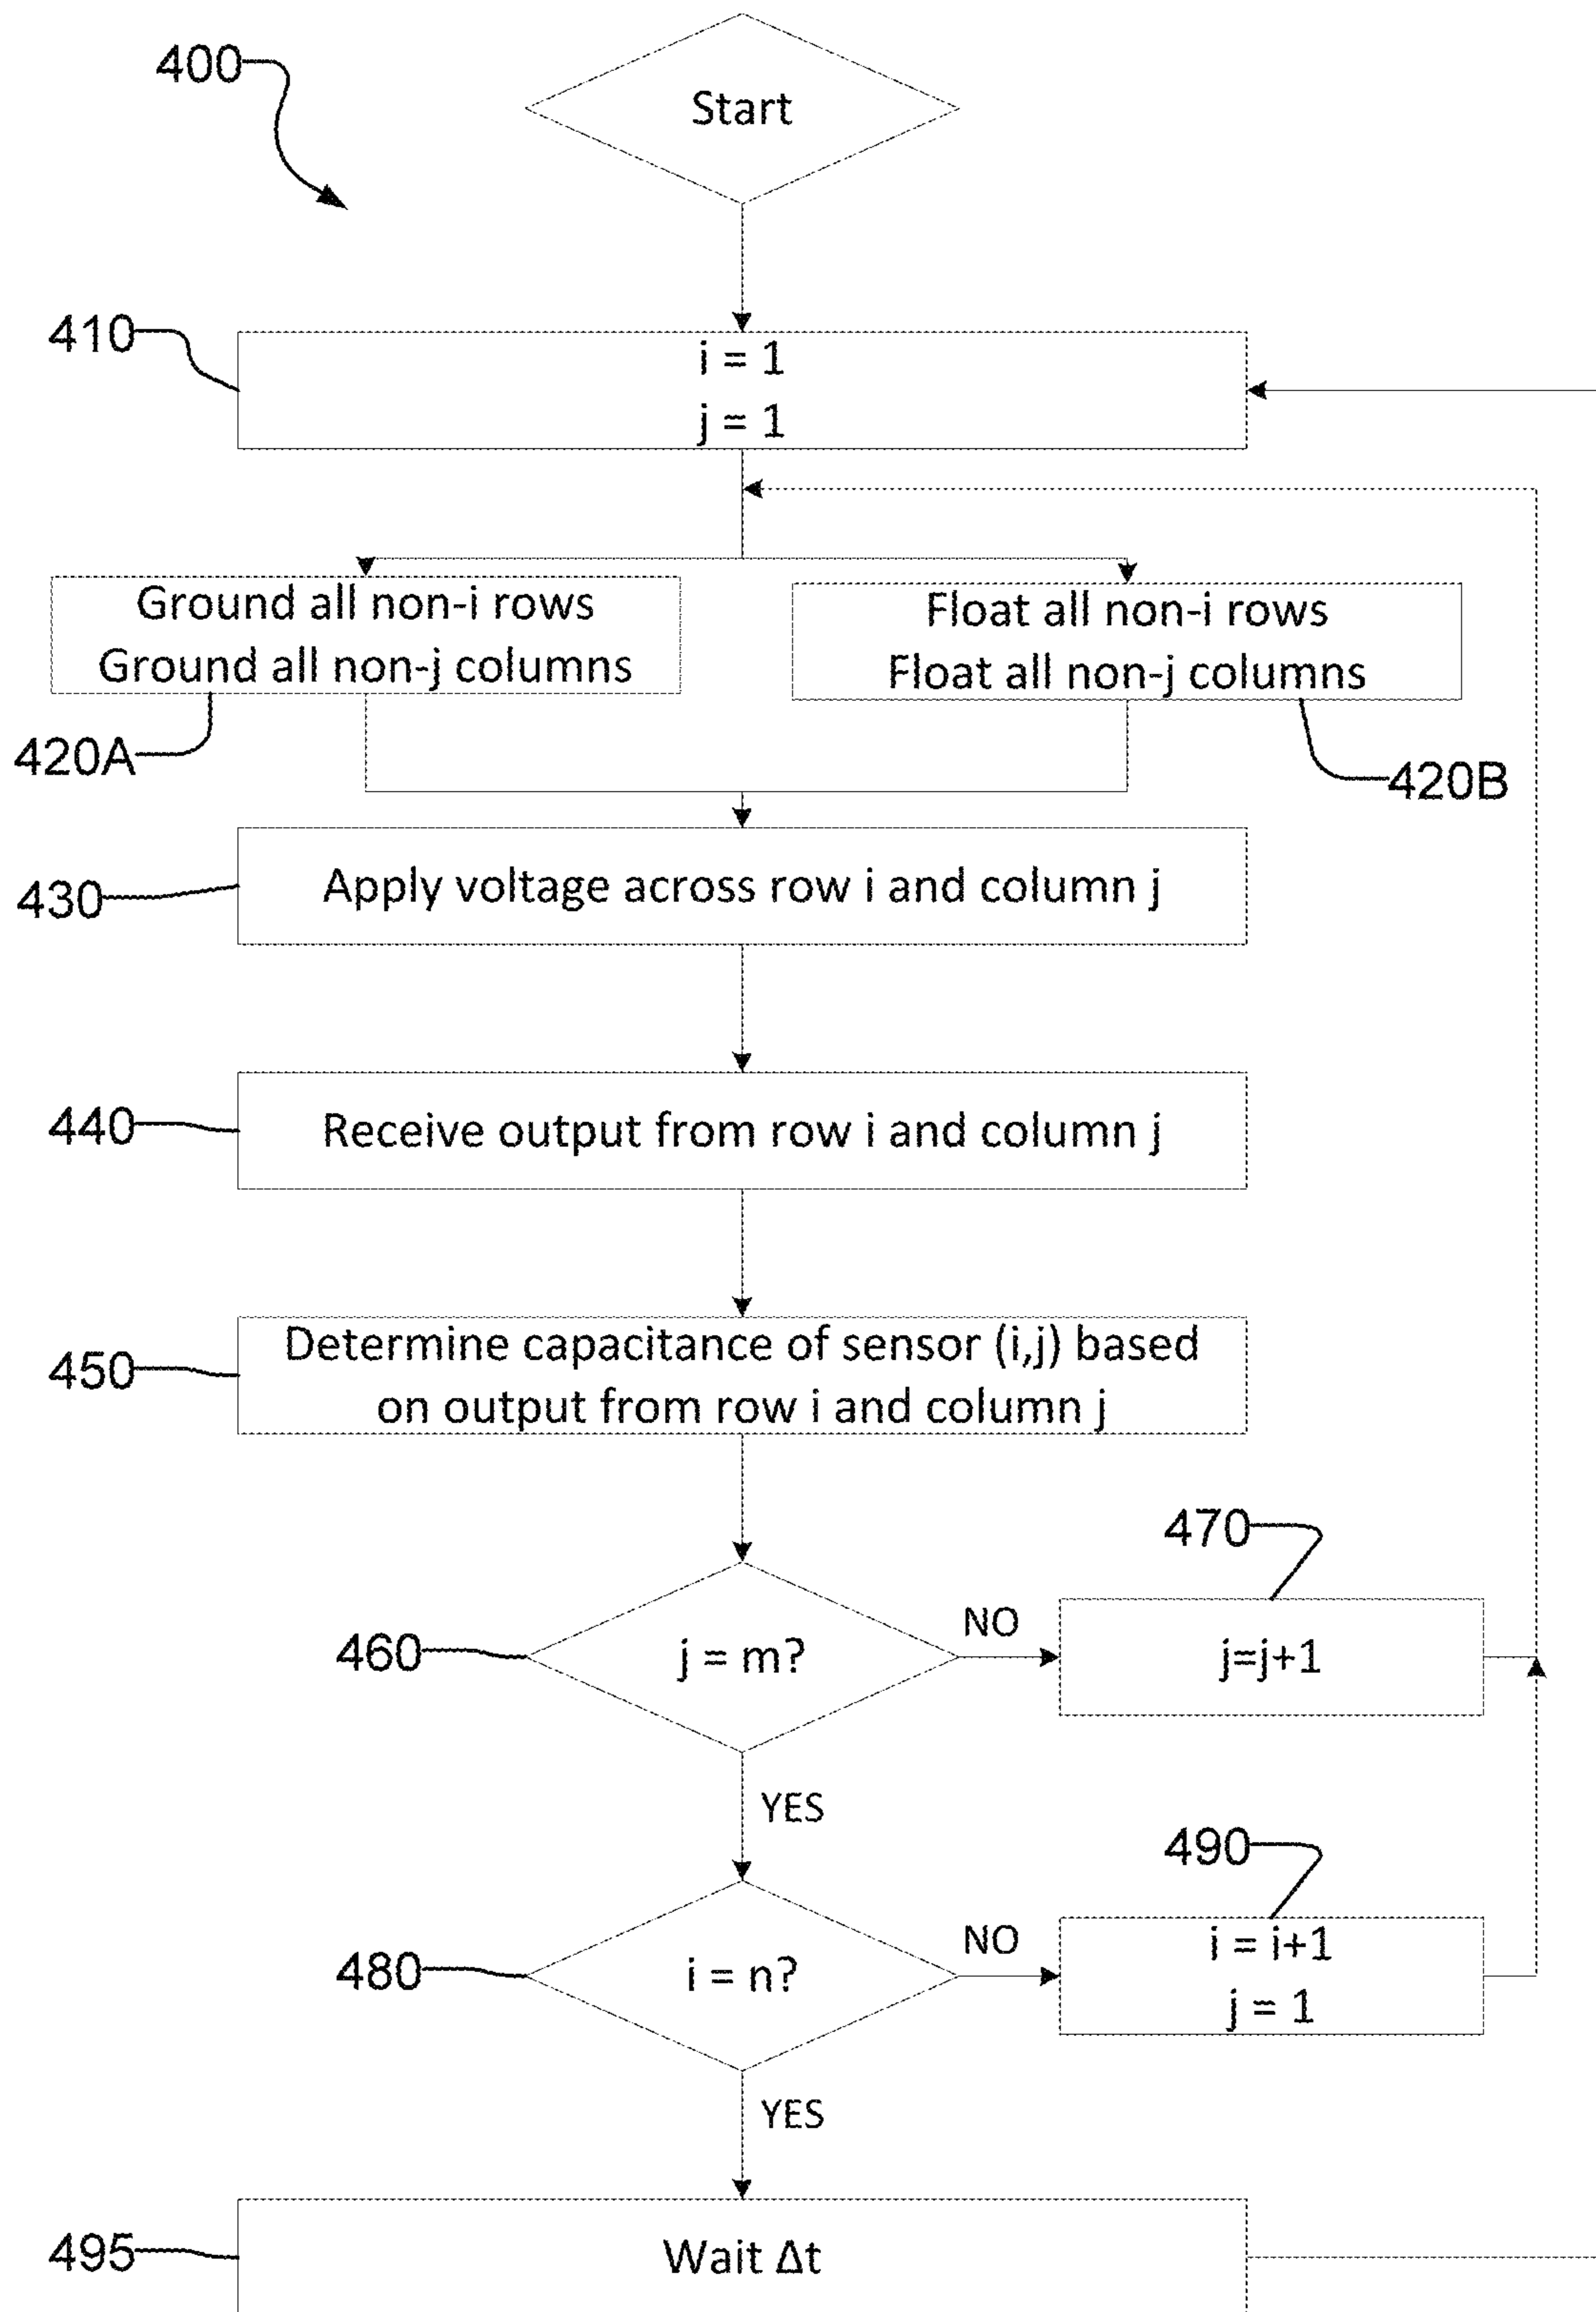 400
Start
410
i = 1
j = 1
Ground all non-i rows
Ground all non-j columns
420A
Float all non-i rows
Float all non-j columns
420B
430
Apply voltage across row i and column j
440
Receive output from row i and column j
450
Determine capacitance of sensor (i,j) based
on output from row i and column j
460
j = m?
NO
470
j=j+1
YES
480
i = n?
NO
490
i = i+1
j = 1
YES
495
Wait Δt